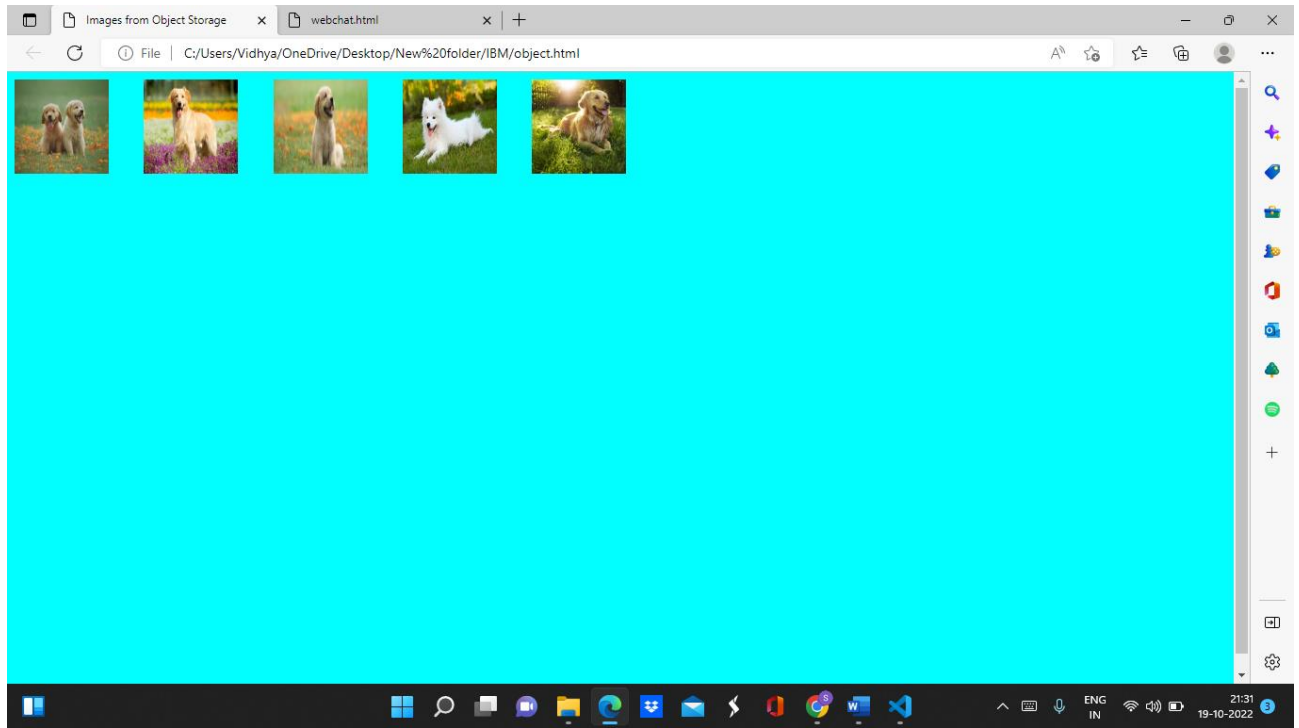 Images from Object Storage
webchat.html
File
C:/Users/Vidhya/OneDrive/Desktop/New%20folder/IBM/object.html
ENG
IN
21:31
19-10-2022
3